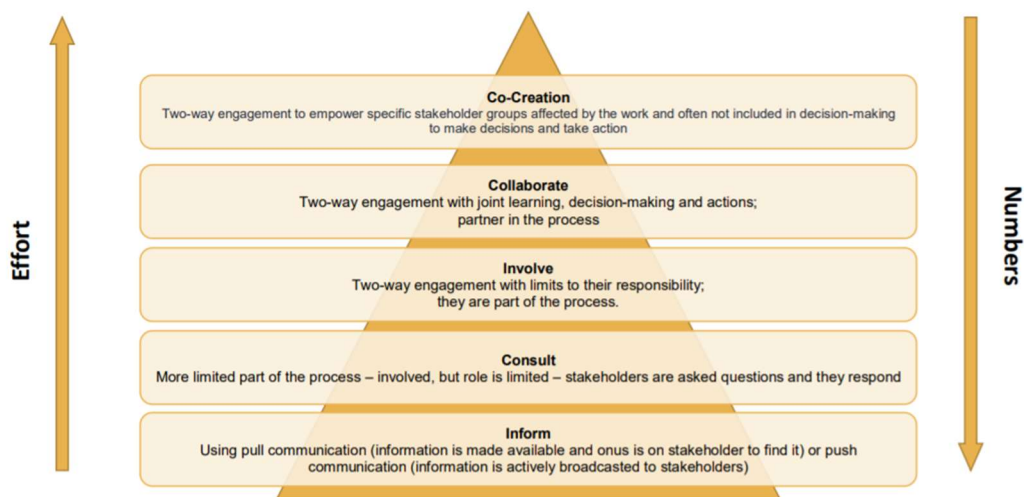 Co-Creation
Two-way engagement to empower specific stakeholder groups affected by the work and often not included in decision-making
to make decisions and take action
Collaborate
Two-way engagement with joint learning, decision-making and actions;
partner in the process
Effort
Numbers
Involve
Two-way engagement with limits to their responsibility;
they are part of the process.
Consult
More limited part of the process – involved, but role is limited – stakeholders are asked questions and they respond
Inform
Using pull communication (information is made available and onus is on stakeholder to find it) or push
communication (information is actively broadcasted to stakeholders)